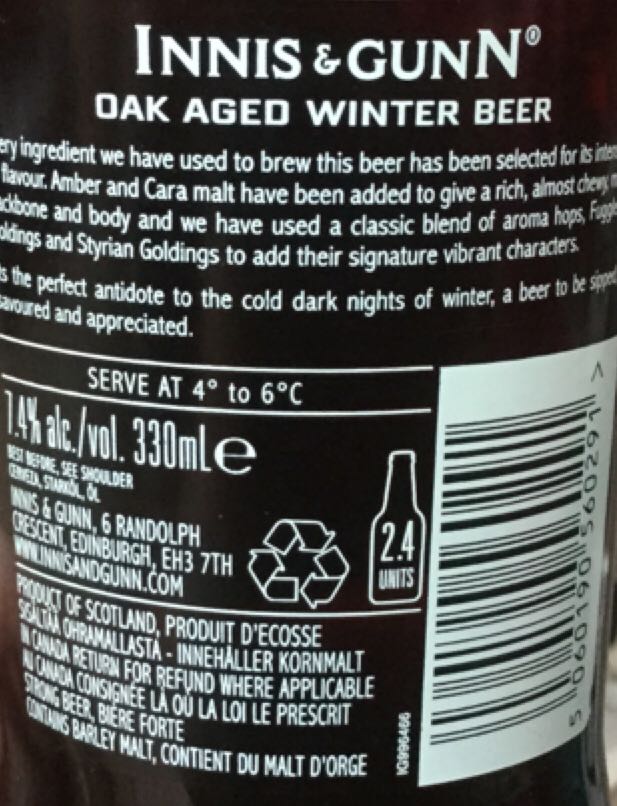 INNIS & GUNN®
OAK AGED WINTER BEER
ery ingredient we have used to brew this beer has been selected for its
flavour. Amber and Cara malt have been added to give a rich, almost chewy,
ckbone and body and we have used a classic blend of aroma hops,
oldings and Styrian Goldings to add their signature vibrant characters.
s the perfect antidote to the cold dark nights of winter, a beer to be sipped
savoured and appreciated.
SERVE AT 4° to 6°C
7.4% alc./vol. 330ml e
BEST BEFORE, SEE SHOULDER
CERVEZA, STARKÖL, ÖL
INNIS & GUNN, 6 RANDOLPH
CRESCENT, EDINBURGH, EH3 7TH
WWW.INNISANDGUNN.COM
2.4
UNITS
PRODUCT OF SCOTLAND, PRODUIT D'ECOSSE
SISÄLTÄÄ OHRAMALLASTA - INNEHÅLLER KORNMALT
IN CANADA RETURN FOR REFUND WHERE APPLICABLE
AU CANADA CONSIGNÉE LÀ OÙ LA LOI LE PRESCRIT
STRONG BEER, BIÈRE FORTE
CONTAINS BARLEY MALT, CONTIENT DU MALT D'ORGE
IG996466
5 060190 560291 >